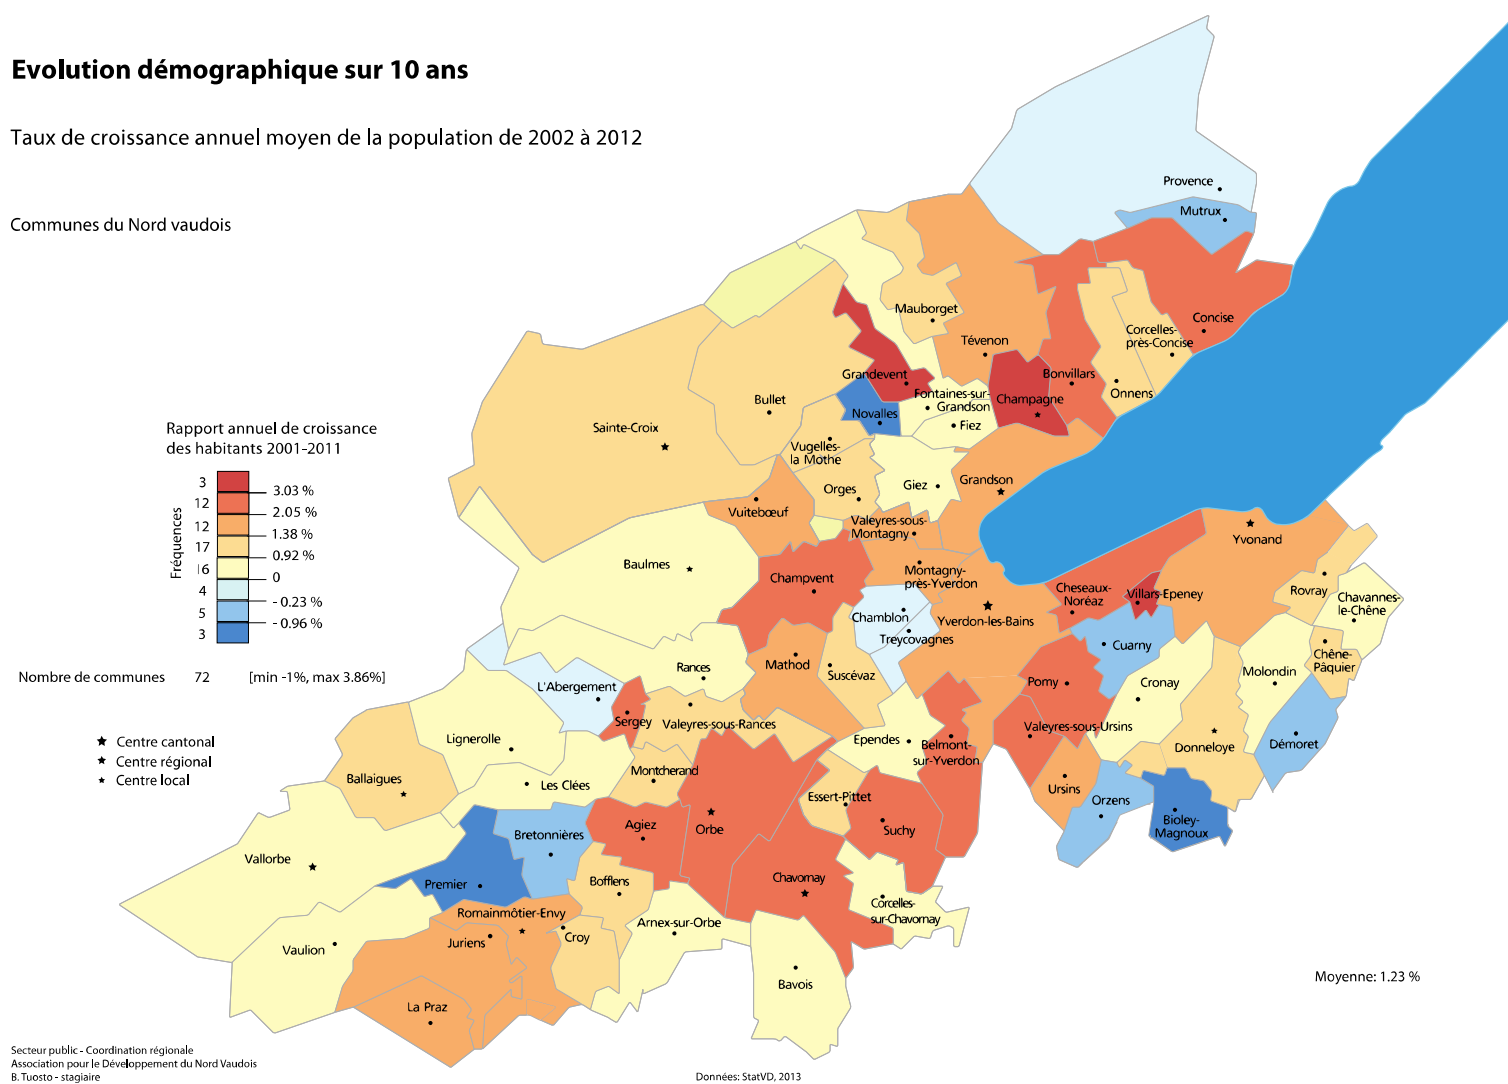 Evolution démographique sur 10 ans
Taux de croissance annuel moyen de la population de 2002 à 2012
Communes du Nord vaudois
Rapport annuel de croissance
des habitants 2001-2011
Fréquences
3
12
12
17
16
4
5
3
3.03 %
2.05 %
1.38 %
0.92 %
0
- 0.23 %
- 0.96 %
Nombre de communes 72 [min -1%, max 3.86%]
Centre cantonal
Centre régional
Centre local
Provence
Mutrux
Concise
Corcelles-
près-Concise
Onnens
Bonvillars
Champagne
Tévenon
Mauborget
Grandevent
Fontaines-sur-
Grandson
Fiez
Novalles
Bullet
Sainte-Croix
Vugelles-
la Mothe
Orges
Giez
Grandson
Vuitebœuf
Valeyres-sous-
Montagny
Montagny-
près-Yverdon
Baulmes
Champvent
Chamblon
Treycovagnes
Yverdon-les-Bains
Cheseaux-
Noréaz
Villars-Epeney
Yvonand
Rovray
Chavannes-
le-Chêne
Chêne-
Pâquier
Molondin
Cuarny
Cronay
Pomy
Valeyres-sous-Ursins
Donneloye
Démoret
Ursins
Orzens
Bioley-
Magnoux
Rances
Mathod
Suscévaz
L'Abergement
Sergey
Valeyres-sous-Rances
Lignerolle
Ballaigues
Les Clées
Montcherand
Ependes
Belmont-
sur-Yverdon
Essert-Pittet
Suchy
Orbe
Agiez
Bretonnières
Vallorbe
Premier
Bofflens
Chavornay
Corcelles-
sur-Chavornay
Romainmôtier-Envy
Juriens
Croy
Arnex-sur-Orbe
Vaulion
Bavois
La Praz
Moyenne: 1.23 %
Secteur public - Coordination régionale
Association pour le Développement du Nord Vaudois
B. Tuosto - stagiaire
Données: StatVD, 2013